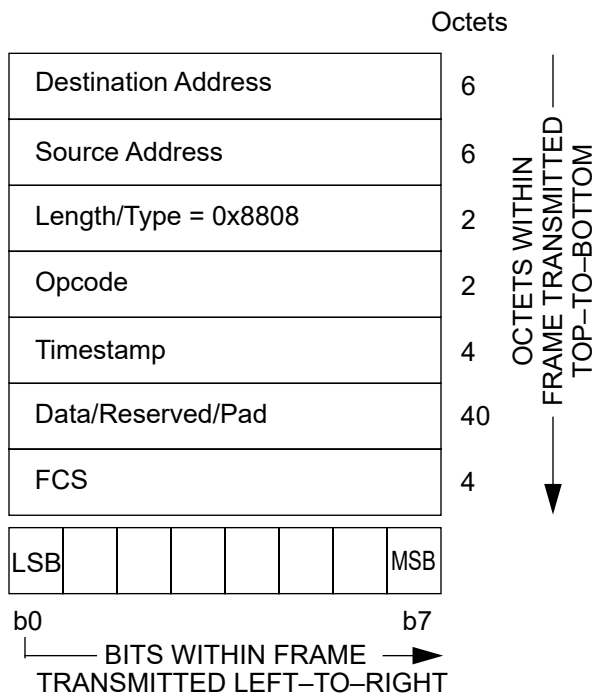 Octets
Destination Address 6
Source Address 6
Length/Type = 0x8808 2
Opcode 2
Timestamp 4
Data/Reserved/Pad 40
FCS 4
OCTETS WITHIN
FRAME TRANSMITTED
TOP–TO–BOTTOM
LSB MSB
b0 b7
BITS WITHIN FRAME
TRANSMITTED LEFT–TO–RIGHT